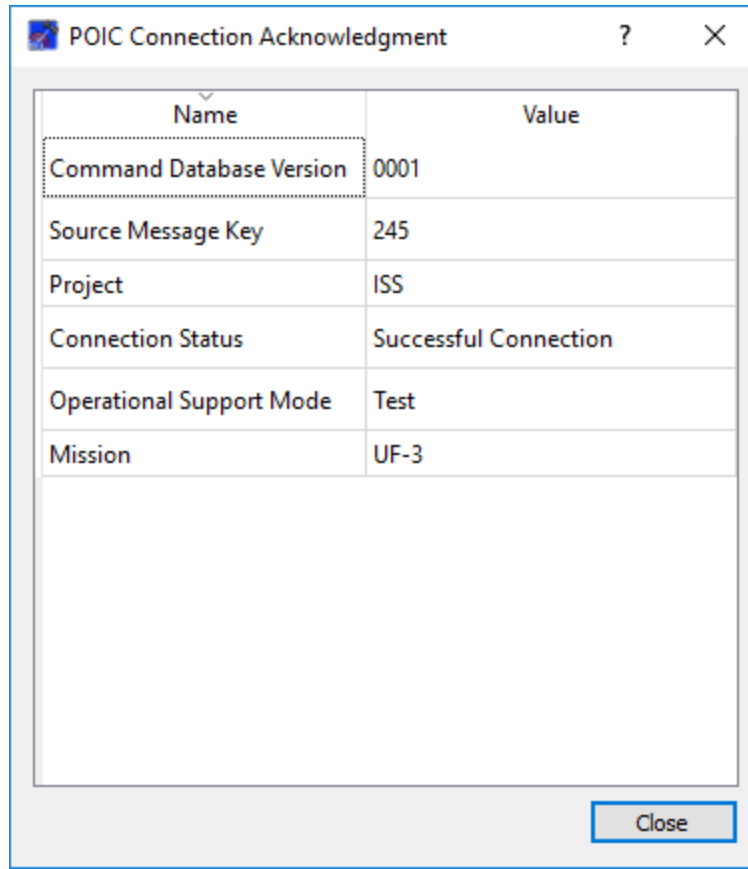 POIC Connection Acknowledgment ?
Name Value
Command Database Version 0001
Source Message Key 245
Project ISS
Connection Status Successful Connection
Operational Support Mode Test
Mission UF-3
Close